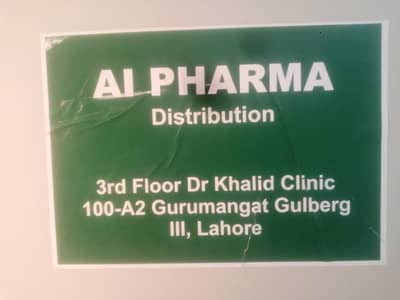 AI PHARMA
Distribution
3rd Floor Dr Khalid Clinic
100-A2 Gurumangat Gulberg
III, Lahore